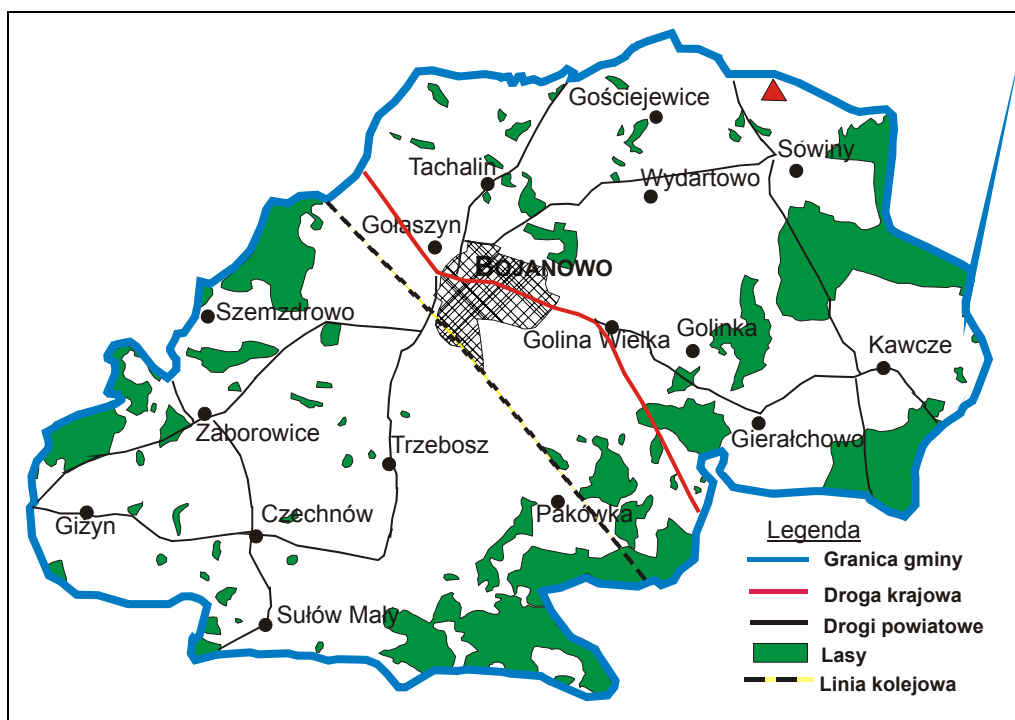 Gościejewice
Sowiny
Tachalin
Wydartowo
Gołaszyn
BOJANOWO
Szemzdrowo
Golina Wielka
Golinka
Kawcze
Zaborowice
Gierałchowo
Trzebosz
Pakówka
Giżyn
Czechnów
Sułów Mały
Legenda
Granica gminy
Droga krajowa
Drogi powiatowe
Lasy
Linia kolejowa